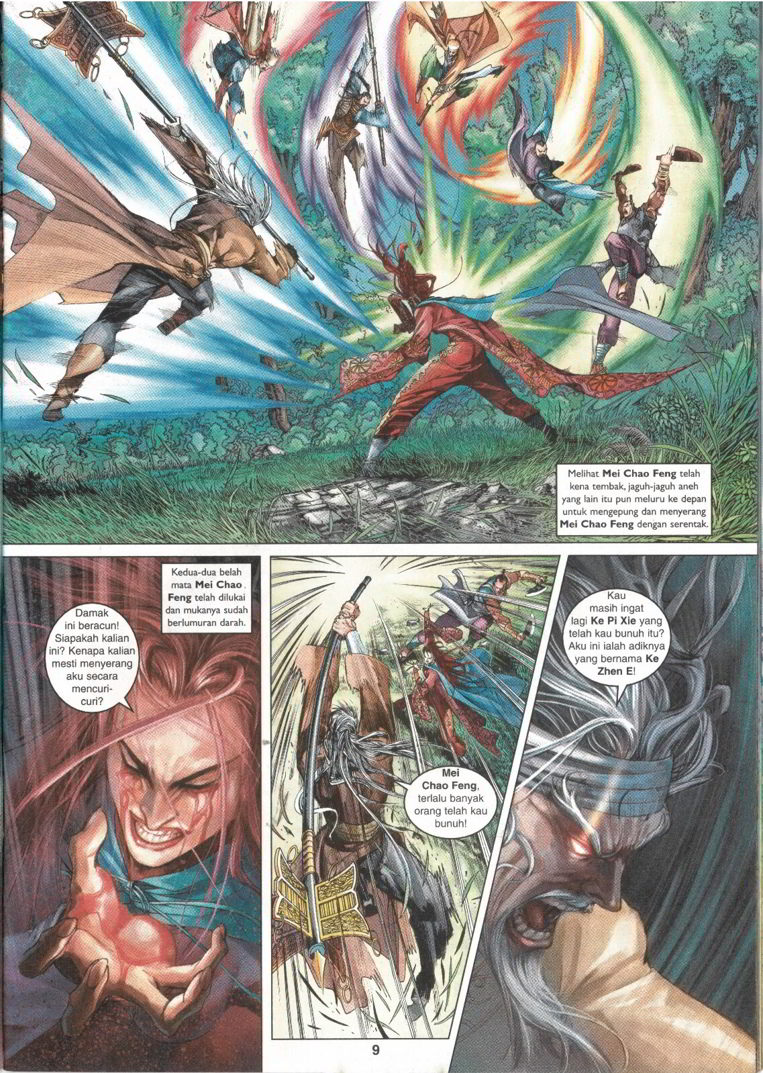 Melihat Mei Chao Feng telah
kena tembak, jaguh-jaguh aneh
yang lain itu pun meluru ke depan
untuk mengepung dan menyerang
Mei Chao Feng dengan serentak.
Kedua-dua belah
mata Mei Chao
Feng telah dilukai
dan mukanya sudah
berlumuran darah.
Damak
ini beracun!
Siapakah kalian
ini? Kenapa kalian
mesti menyerang
aku secara
mencuri-
curi?
Mei
Chao Feng,
terlalu banyak
orang telah kau
bunuh!
Kau
masih ingat
lagi Ke Pi Xie yang
telah kau bunuh itu?
Aku ini ialah adiknya
yang bernama Ke
Zhen E!
9